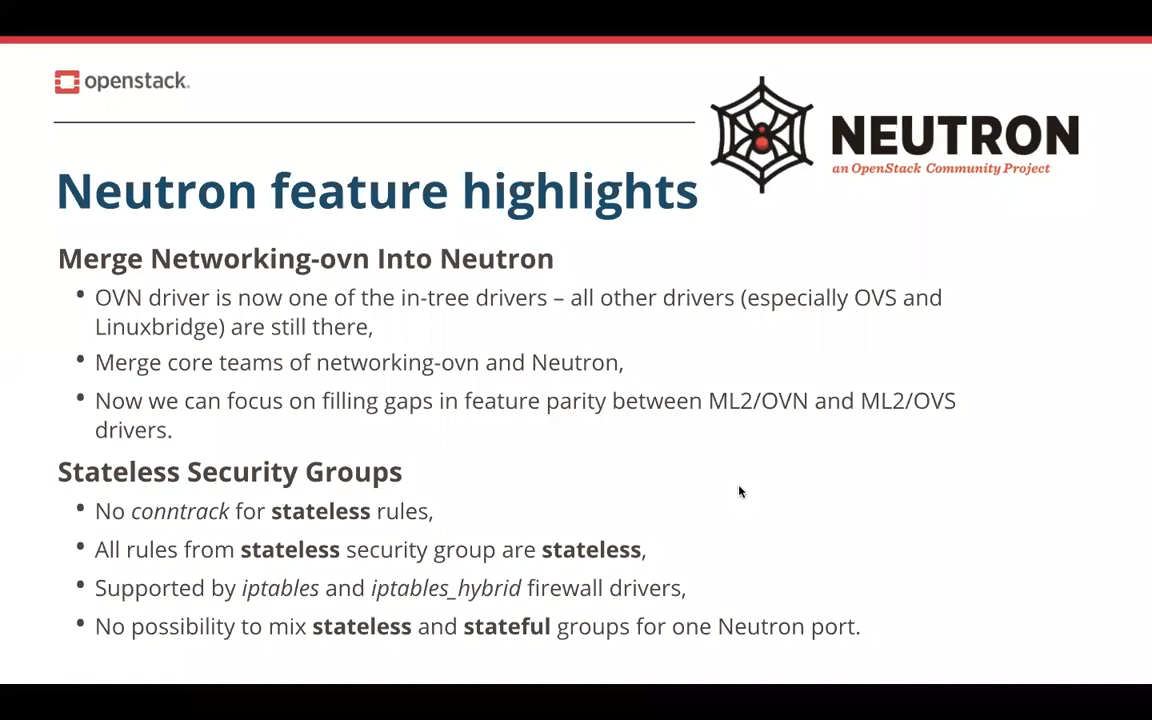 openstack.
NEUTRON
an OpenStack Community Project
Neutron feature highlights
Merge Networking-ovn Into Neutron
• OVN driver is now one of the in-tree drivers – all other drivers (especially OVS and
Linuxbridge) are still there,
• Merge core teams of networking-ovn and Neutron,
• Now we can focus on filling gaps in feature parity between ML2/OVN and ML2/OVS
drivers.
Stateless Security Groups
• No conntrack for stateless rules,
• All rules from stateless security group are stateless,
• Supported by iptables and iptables_hybrid firewall drivers,
• No possibility to mix stateless and stateful groups for one Neutron port.